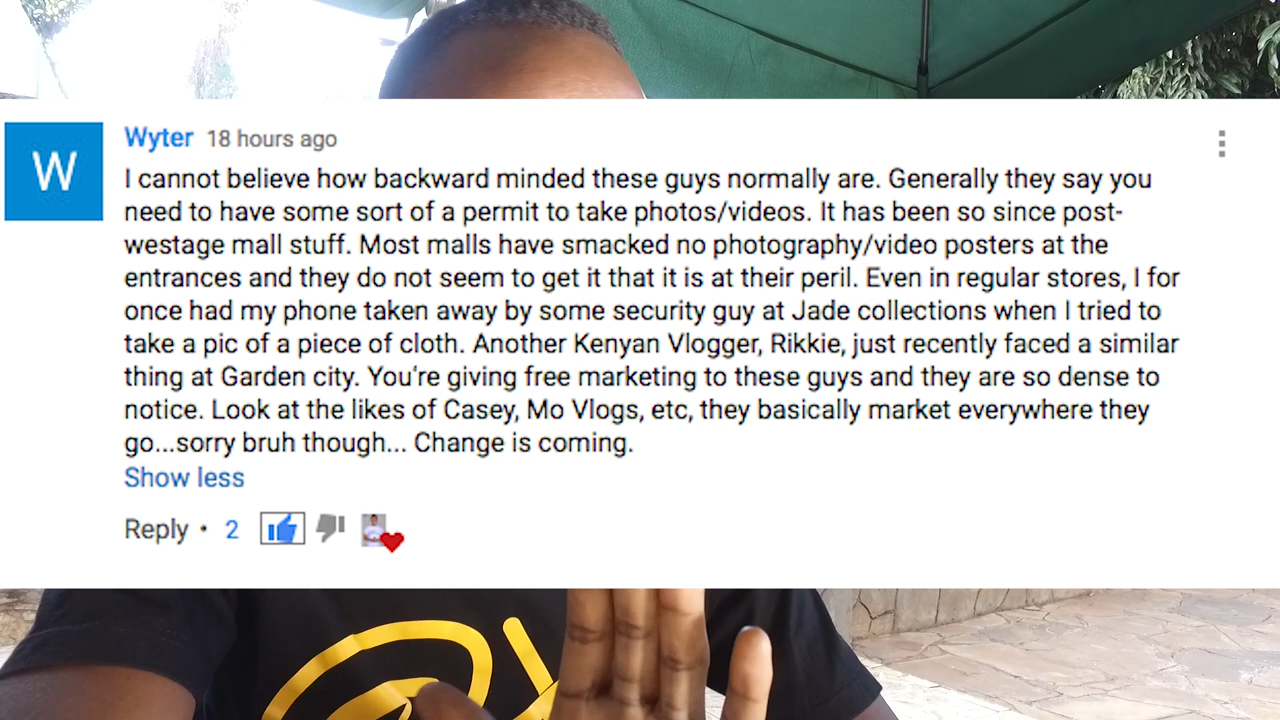 W
Wyter 18 hours ago
I cannot believe how backward minded these guys normally are. Generally they say you
need to have some sort of a permit to take photos/videos. It has been so since post-
westage mall stuff. Most malls have smacked no photography/video posters at the
entrances and they do not seem to get it that it is at their peril. Even in regular stores, I for
once had my phone taken away by some security guy at Jade collections when I tried to
take a pic of a piece of cloth. Another Kenyan Vlogger, Rikkie, just recently faced a similar
thing at Garden city. You're giving free marketing to these guys and they are so dense to
notice. Look at the likes of Casey, Mo Vlogs, etc, they basically market everywhere they
go...sorry bruh though... Change is coming.
Show less
Reply • 2